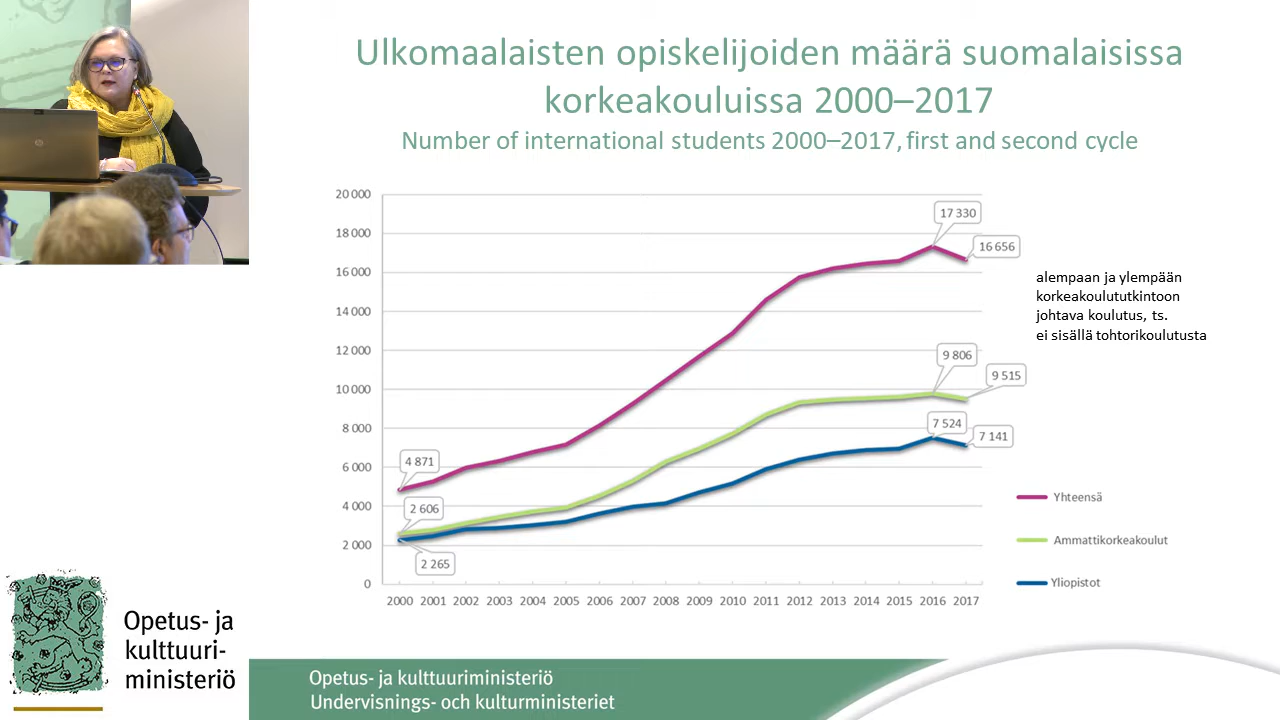 Ulkomaalaisten opiskelijoiden määrä suomalaisissa
korkeakouluissa 2000–2017
Number of international students 2000–2017, first and second cycle
20 000
18 000
16 000
14 000
12 000
10 000
8 000
6 000
4 000
2 000
0
17 330
16 656
9 806
9 515
7 524
7 141
4 871
2 606
2 265
2000 2001 2002 2003 2004 2005 2006 2007 2008 2009 2010 2011 2012 2013 2014 2015 2016 2017
alempaan ja ylempään
korkeakoulututkintoon
johtava koulutus, ts.
ei sisällä tohtorikoulutusta
Yhteensä
Ammattikorkeakoulut
Yliopistot
Opetus- ja
kulttuuri-
ministeriö
Opetus- ja kulttuuriministeriö
Undervisnings- och kulturministeriet